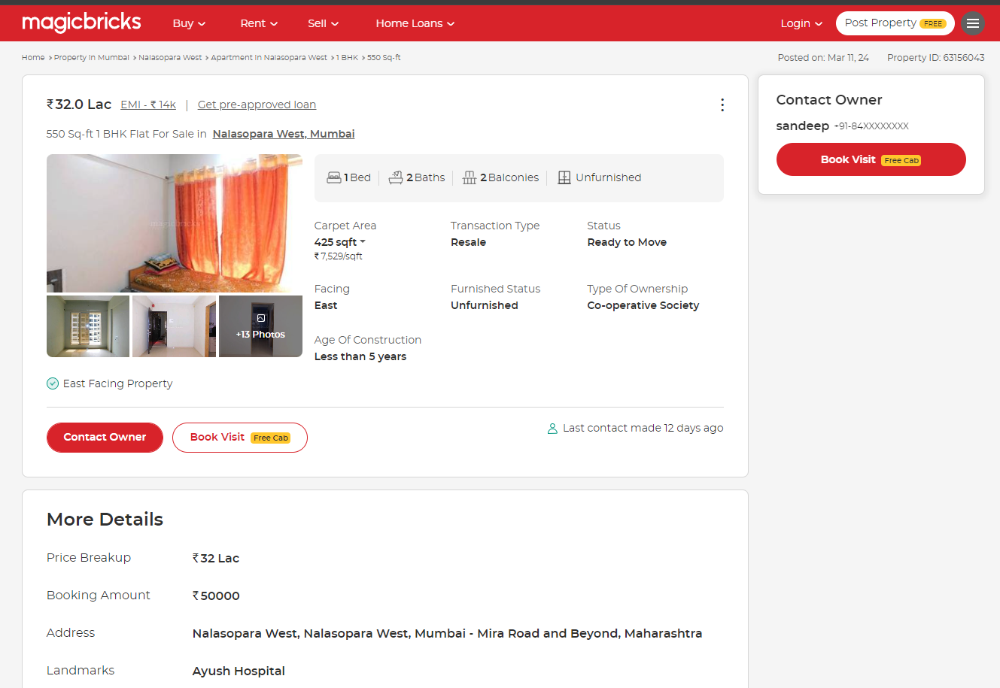 magicbricks
Buy
Rent
Sell
Home Loans
Login
Post Property FREE
Home > Property In Mumbai > Nalasopara West > Apartment In Nalasopara West > 1 BHK > 550 Sq-ft
Posted on: Mar 11, 24
Property ID: 63156043
₹32.0 Lac
EMI - ₹ 14k
|
Get pre-approved loan
550 Sq-ft 1 BHK Flat For Sale in Nalasopara West, Mumbai
magicbricks
+13 Photos
1 Bed
2 Baths
2 Balconies
Unfurnished
Carpet Area
425 sqft
₹ 7,529/sqft
Transaction Type
Resale
Status
Ready to Move
Facing
East
Furnished Status
Unfurnished
Type Of Ownership
Co-operative Society
Age Of Construction
Less than 5 years
East Facing Property
Contact Owner
Book Visit Free Cab
Last contact made 12 days ago
Contact Owner
sandeep +91-84XXXXXXXX
Book Visit Free Cab
More Details
Price Breakup
₹32 Lac
Booking Amount
₹50000
Address
Nalasopara West, Nalasopara West, Mumbai - Mira Road and Beyond, Maharashtra
Landmarks
Ayush Hospital